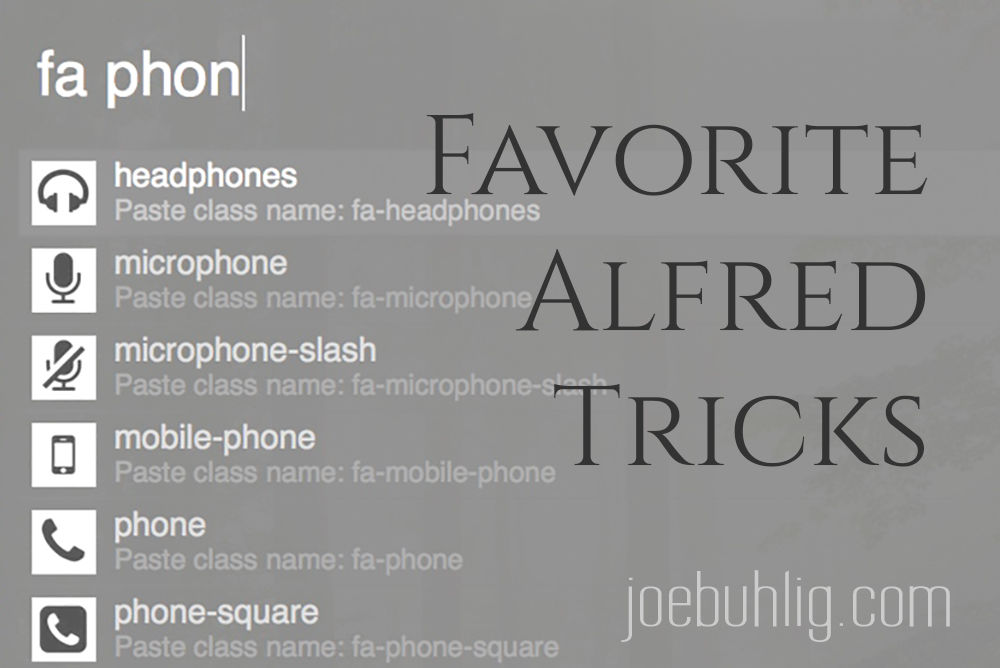 fa phon
headphones
Paste class name: fa-headphones
microphone
Paste class name: fa-microphone
microphone-slash
Paste class name: fa-microphone-slash
mobile-phone
Paste class name: fa-mobile-phone
phone
Paste class name: fa-phone
phone-square
Paste class name: fa-phone-square
FAVORITE
ALFRED
TRICKS
joebuhlig.com